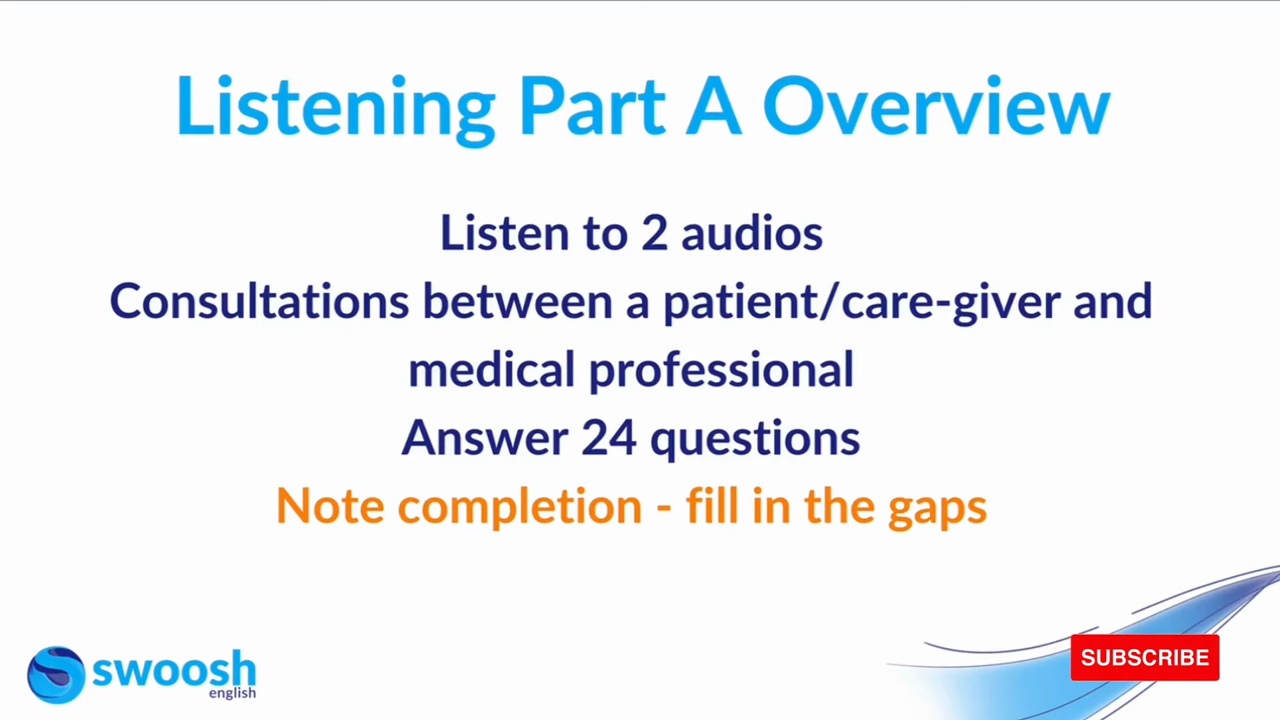 Listening Part A Overview
Listen to 2 audios
Consultations between a patient/care-giver and
medical professional
Answer 24 questions
Note completion - fill in the gaps
swoosh
english
SUBSCRIBE